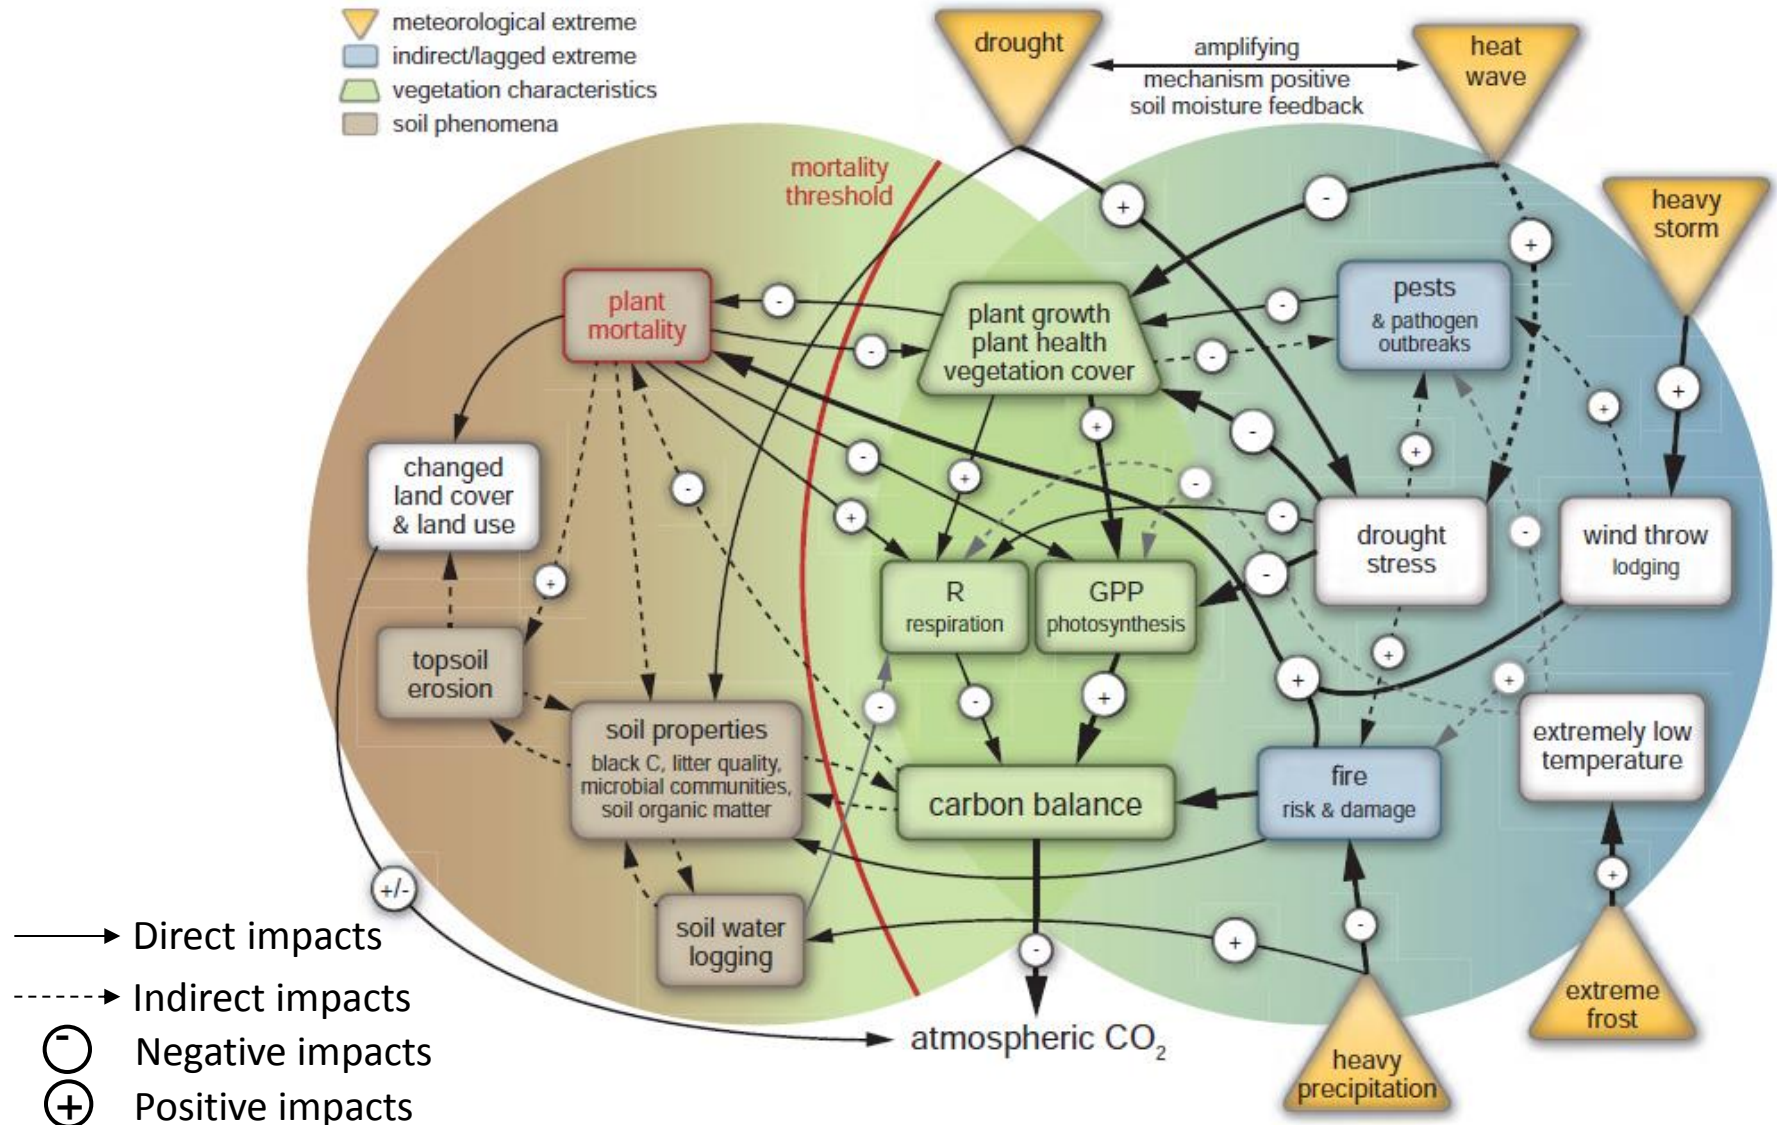 meteorological extreme
indirect/lagged extreme
vegetation characteristics
soil phenomena
drought
amplifying
mechanism positive
soil moisture feedback
heat
wave
heavy
storm
mortality
threshold
+
-
+
plant
mortality
-
-
plant growth
plant health
vegetation cover
-
-
pests
& pathogen
outbreaks
+
+
changed
land cover
& land use
-
-
+
+
+
-
-
-
+
-
-
drought
stress
-
wind throw
lodging
+
R
respiration
GPP
photosynthesis
-
topsoil
erosion
+
+
+
-
-
+
soil properties
black C, litter quality,
microbial communities,
soil organic matter
carbon balance
fire
risk & damage
extremely low
temperature
+/-
soil water
logging
-
+
-
+
atmospheric CO2
heavy
precipitation
extreme
frost
Direct impacts
Indirect impacts
- Negative impacts
+ Positive impacts